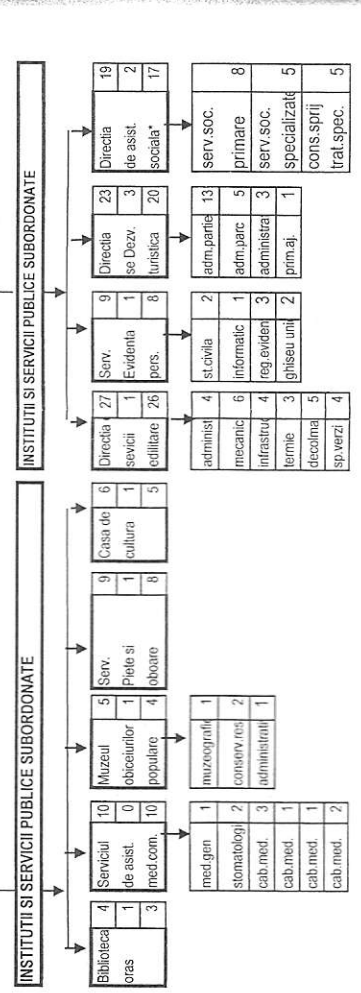 INSTITUTII SI SERVICII PUBLICE SUBORDONATE
Biblioteca 4
oras 1
3
Serviciul 10
de asist. 0
med.com. 10
med.gen 1
stomatologi 2
cab.med. 3
cab.med. 1
cab.med. 1
cab.med. 2
Muzeul 5
obiceiurilor 1
populare 4
muzeografie 1
conserv.res 2
administrativ 1
Serv. 9
Piete si 1
oboare 8
Casa de 6
cultura 1
5
INSTITUTII SI SERVICII PUBLICE SUBORDONATE
Directia 27
sevicii 1
edilitare 26
administ 4
mecanic 6
infrastruc 4
termie 3
decolma 5
sp.verzi 4
Serv. 9
Evidenta 1
pers. 8
st.civila 2
informatic 1
reg.eviden 3
ghiseu unic 2
Directia 23
se Dezv. 3
turistica 20
adm.partie 13
adm.parc 5
administra 3
prim.aj. 1
Directia 19
de asist. 2
sociala* 17
serv.soc.
primare 8
serv.soc.
specializate 5
cons.sprij
trat.spec. 5